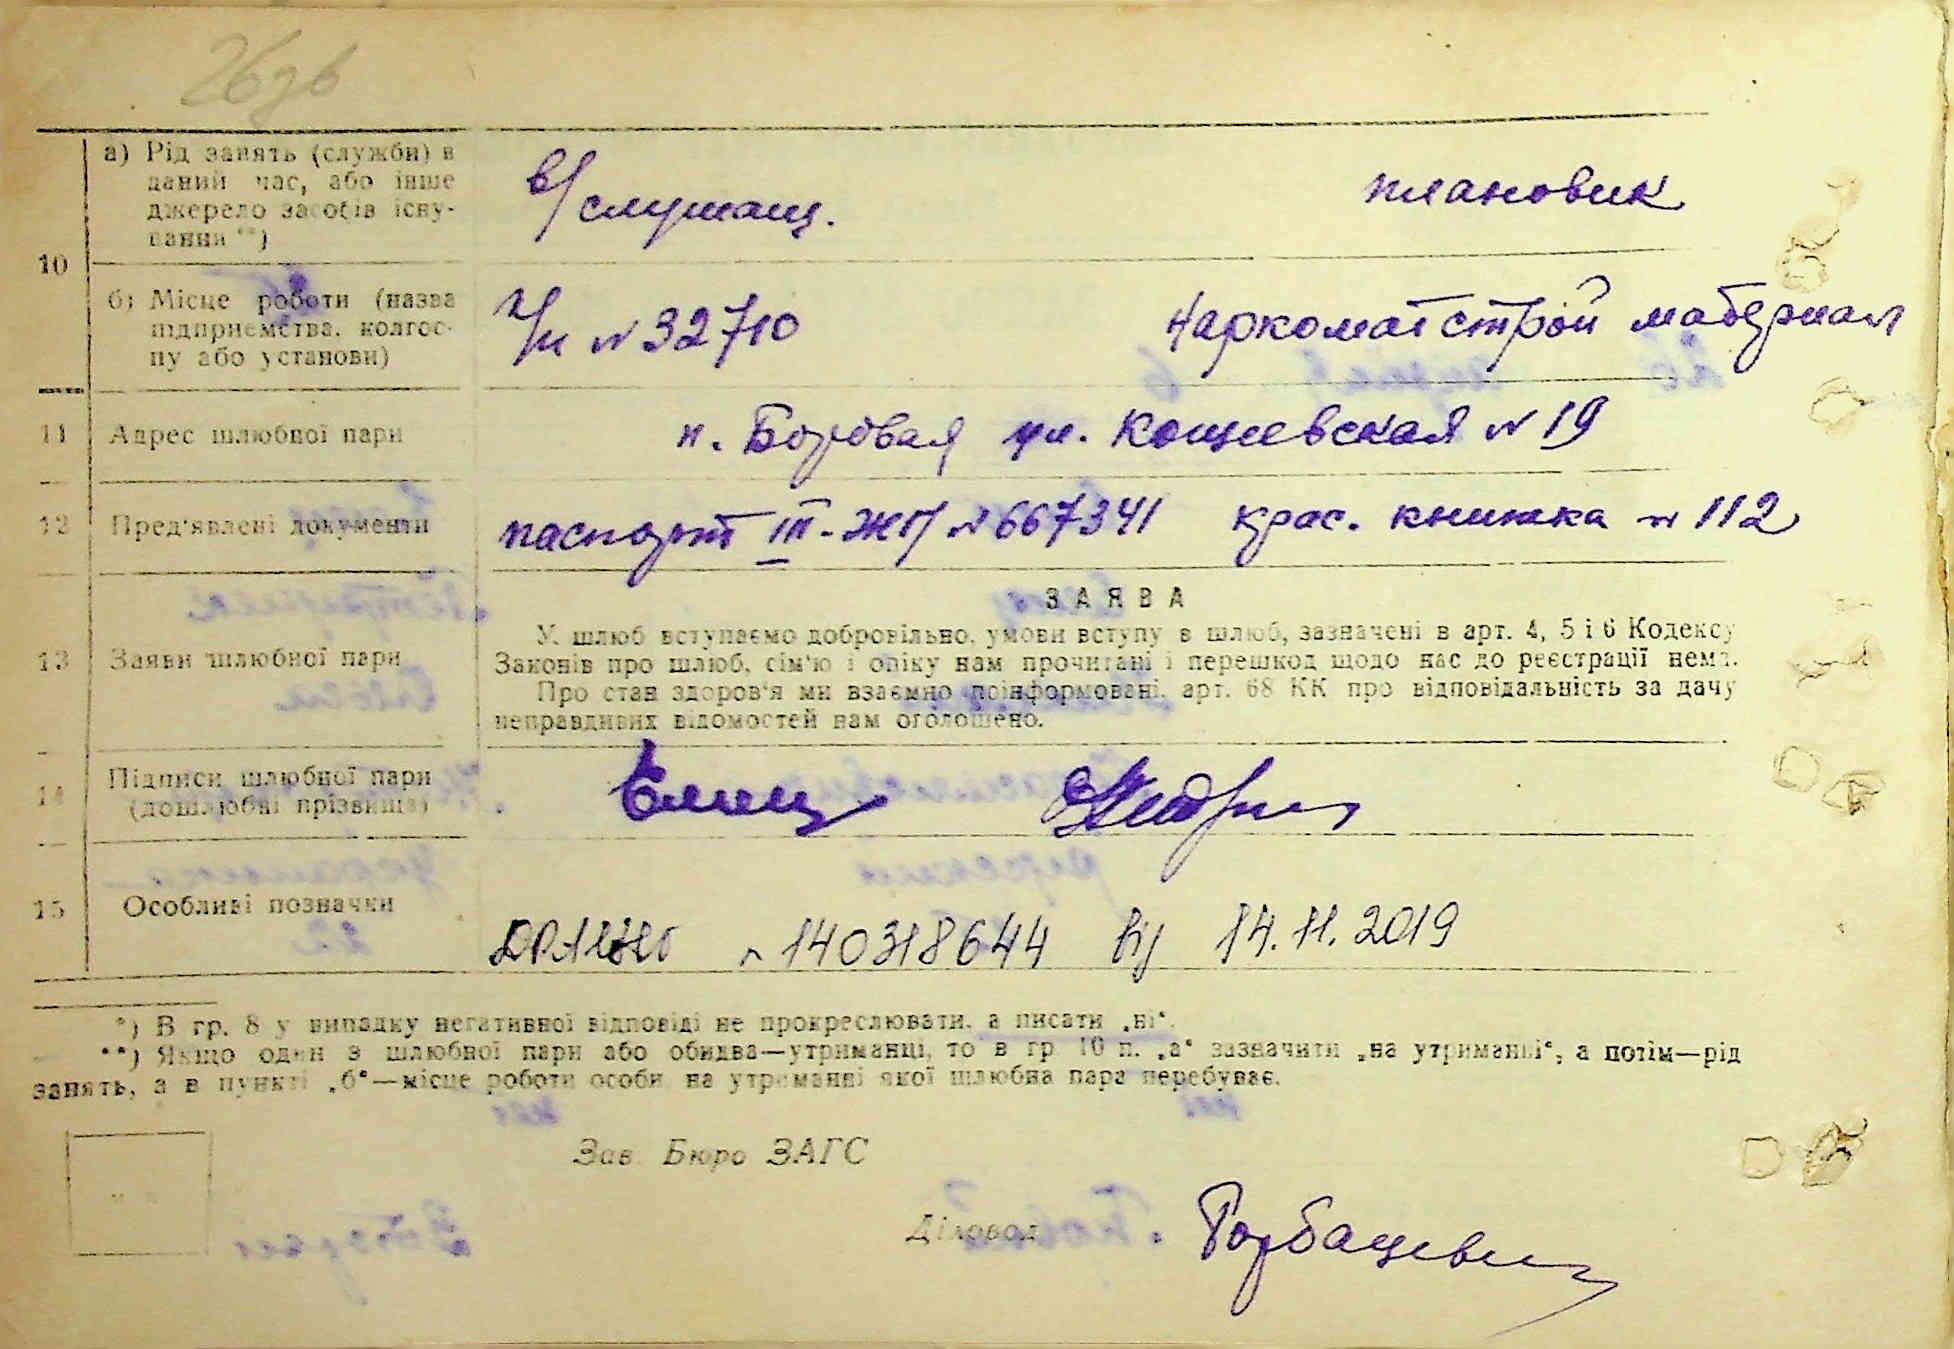 а) Рід занять (служби) в
даний час, або інше
джерело засобів існу-
вання **)
в/служащ.
плановик
10
б) Місце роботи (назва
підприємства, колгос-
пу або установи)
п/п № 32710
Наркоматстрой материал
11
Адрес шлюбної пари
п. Боровая ул. Кощеевская № 19
12
Пред'явлені документи
паспорт III-ЖП № 667341 крас. книжка № 112
13
Заяви шлюбної пари
ЗАЯВА
У шлюб вступаємо добровільно, умови вступу в шлюб, зазначені в арт. 4, 5 і 6 Кодексу
Законів про шлюб, сім'ю і опіку нам прочитані і перешкод щодо нас до реєстрації нема.
Про стан здоров'я ми взаємно поінформовані, арт. 68 КК про відповідальність за дачу
неправдивих відомостей нам оголошено.
14
Підписи шлюбної пари
(дошлюбні прізвища)
15
Особливі позначки
№ 140318644 від 14.11.2019
*) В гр. 8 у випадку негативної відповіді не прокреслювати, а писати „ні“.
**) Якщо один з шлюбної пари або обидва—утриманці, то в гр 10 п. „а“ зазначити „на утриманні“, а потім—рід
занять, а в пункті „б“—місце роботи особи на утриманні якої шлюбна пара перебуває.
Зав. Бюро ЗАГС
Діловод
Горбацевич